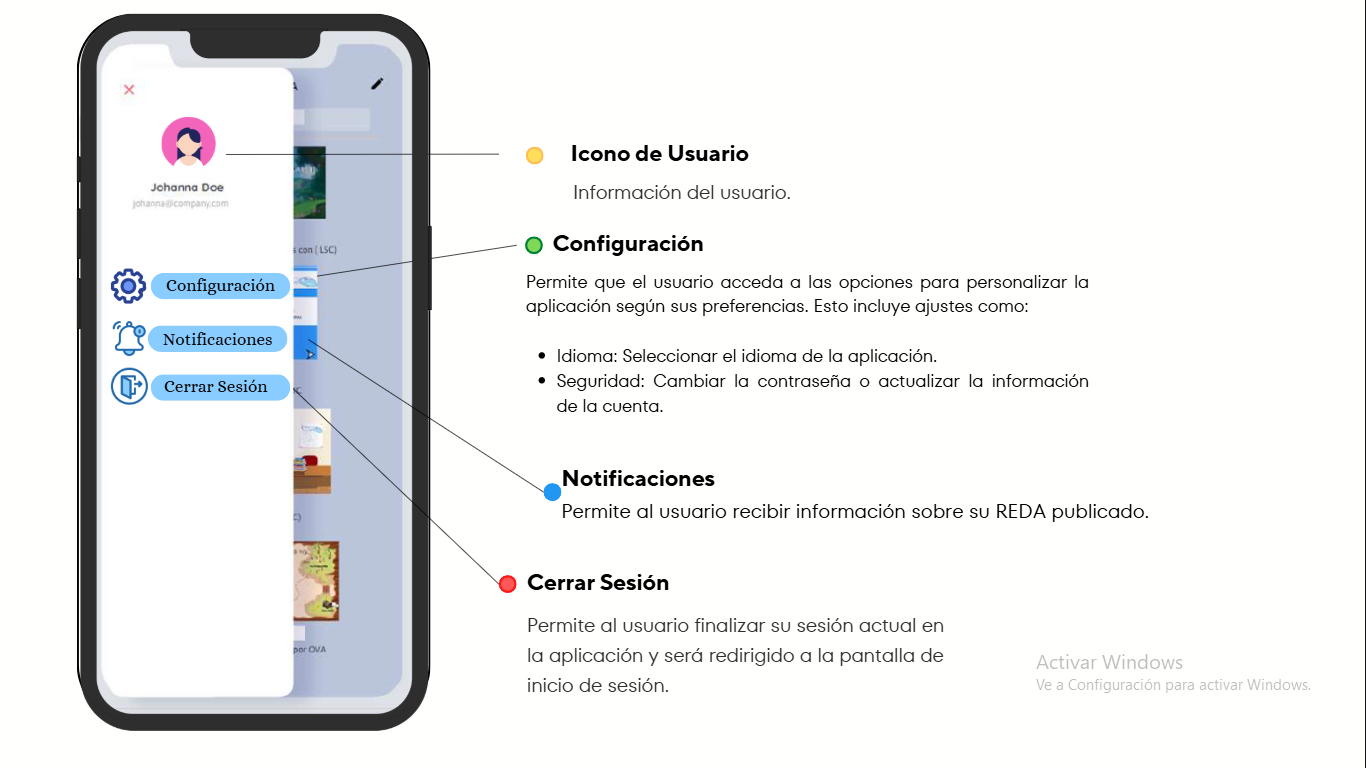 Johanna Doe
johanna@company.com
s con ( LSC)
Configuración
Notificaciones
Cerrar Sesión
por OVA
Icono de Usuario
Información del usuario.
Configuración
Permite que el usuario acceda a las opciones para personalizar la
aplicación según sus preferencias. Esto incluye ajustes como:
Idioma: Seleccionar el idioma de la aplicación.
Seguridad: Cambiar la contraseña o actualizar la información
de la cuenta.
Notificaciones
Permite al usuario recibir información sobre su REDA publicado.
Cerrar Sesión
Permite al usuario finalizar su sesión actual en
la aplicación y será redirigido a la pantalla de
inicio de sesión.
Activar Windows
Ve a Configuración para activar Windows.